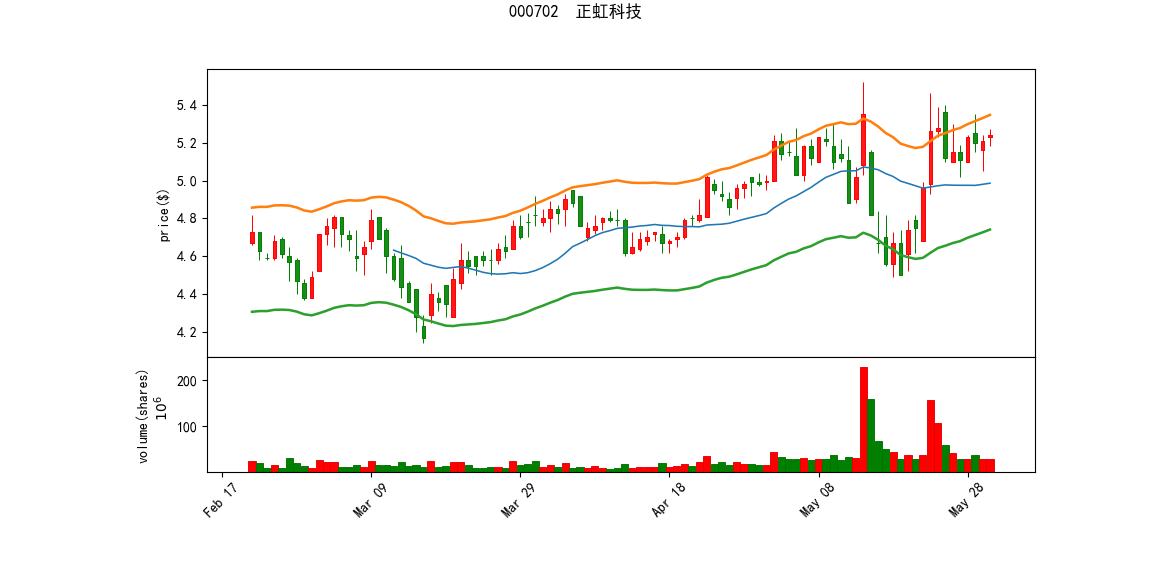 000702  正虹科技
price($)
5.4
5.2
5.0
4.8
4.6
4.4
4.2
volume(shares)
10^6
200
100
Feb 17
Mar 09
Mar 29
Apr 18
May 08
May 28